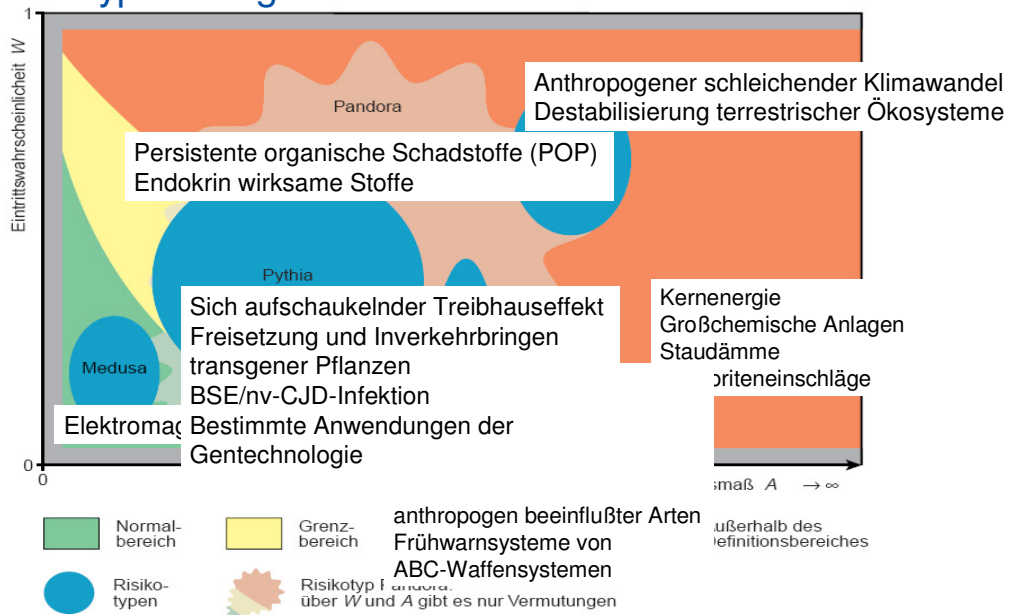 1
Eintrittswahrscheinlicheit W
Pandora
Anthropogener schleichender Klimawandel
Destabilisierung terrestrischer Ökosysteme
Persistente organische Schadstoffe (POP)
Endokrin wirksame Stoffe
Pythia
Sich aufschaukelnder Treibhauseffekt
Freisetzung und Inverkehrbringen
transgener Pflanzen
BSE/nv-CJD-Infektion
Bestimmte Anwendungen der
Gentechnologie
Kernenergie
Großchemische Anlagen
Staudämme
Medusa
0
0
A → ∞
Normal-
bereich
Grenz-
bereich
anthropogen beeinflußter Arten
Frühwarnsysteme von
ABC-Waffensystemen
des
Definitionsbereiches
Risiko-
typen
Risikotyp
über W und A gibt es nur Vermutungen